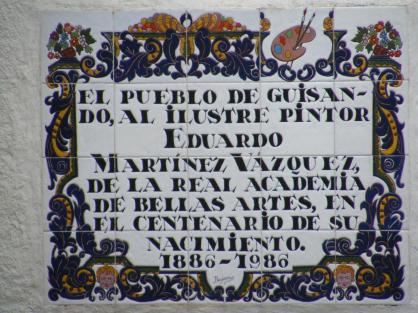 EL PUEBLO DE GUISAN-
DO, AL ILUSTRE PINTOR
EDUARDO
MARTÍNEZ VÁZQUEZ,
DE LA REAL ACADEMIA
DE BELLAS ARTES, EN
EL CENTENARIO DE SU
NACIMIENTO.
1886-1986